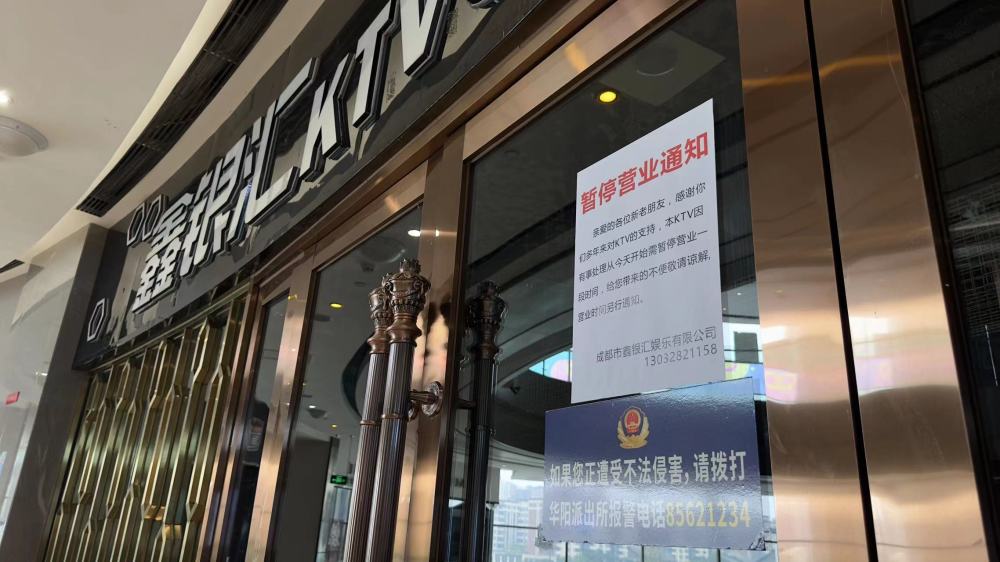 鑫银汇KTV
暂停营业通知
亲爱的各位新老朋友，感谢你
们多年来对KTV的支持，本KTV因
有事处理从今天开始需暂停营业一
段时间，给您带来的不便敬请谅解,
营业时间另行通知。
成都市鑫银汇娱乐有限公司
13032821158
如果您正遭受不法侵害,请拨打
华阳派出所报警电话85621234